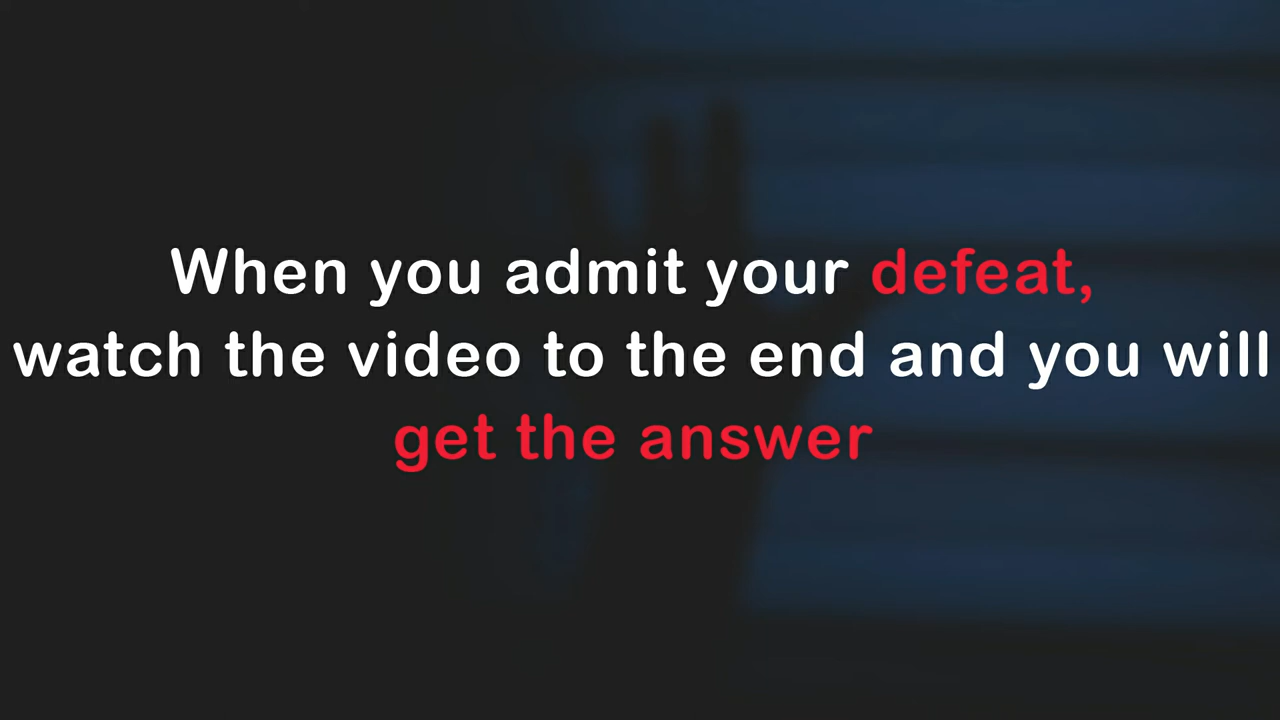 When you admit your defeat,
watch the video to the end and you will
get the answer